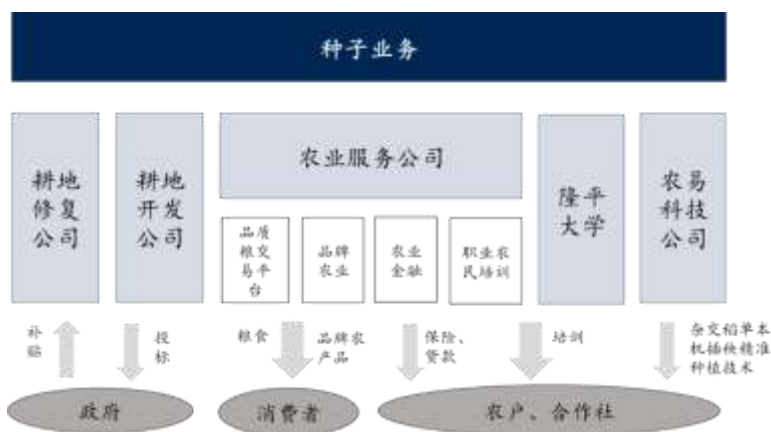 种子业务
耕地
修复
公司
耕地
开发
公司
农业服务公司
品质
粮交
易平
台
品牌
农业
农业
金融
职业农
民培训
隆平
大学
农易
科技
公司
补
贴
投
标
粮食
品牌农
产品
保险、
贷款
培训
杂交稻单本
机插秧精准
种植技术
政府
消费者
农户、合作社